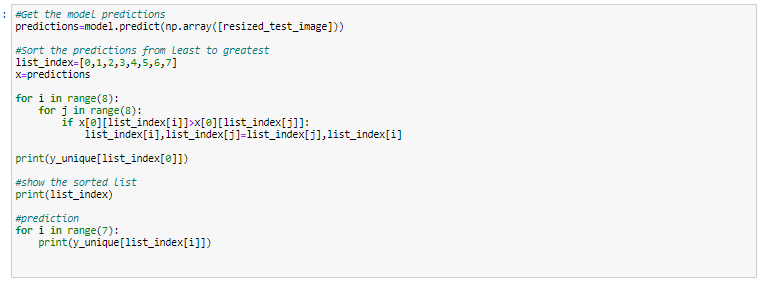 :
#Get the model predictions
predictions=model.predict(np.array([resized_test_image]))
#Sort the predictions from least to greatest
list_index=[0,1,2,3,4,5,6,7]
x=predictions
for i in range(8):
    for j in range(8):
        if x[0][list_index[i]]>x[0][list_index[j]]:
            list_index[i],list_index[j]=list_index[j],list_index[i]
print(y_unique[list_index[0]])
#show the sorted list
print(list_index)
#prediction
for i in range(7):
    print(y_unique[list_index[i]])